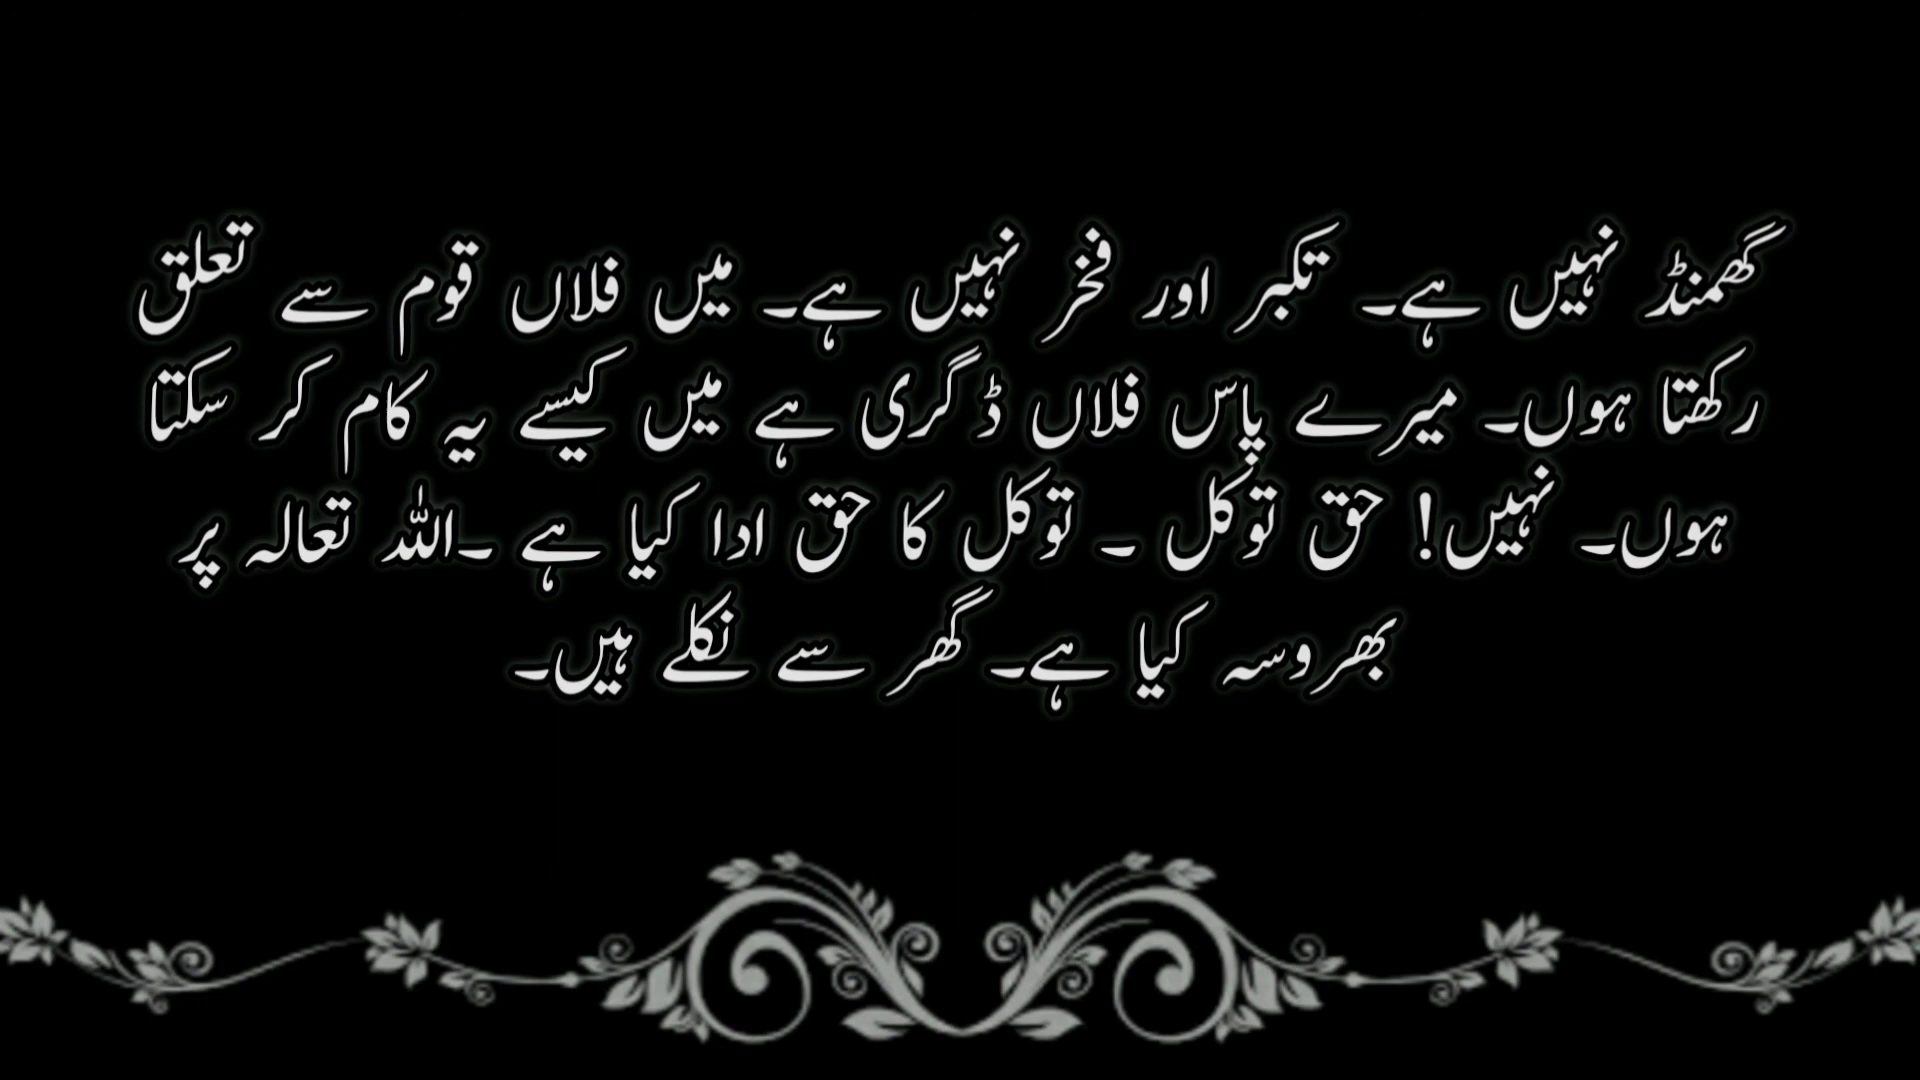 گھمنڈ نہیں ہے۔ تکبر اور فخر نہیں ہے۔ میں فلاں قوم سے تعلق
رکھتا ہوں۔ میرے پاس فلاں ڈگری ہے میں کیسے یہ کام کر سکتا
ہوں۔ نہیں! حق توکل ۔ توکل کا حق ادا کیا ہے ۔اللہ تعالہ پر
بھروسہ کیا ہے۔ گھر سے نکلے ہیں۔